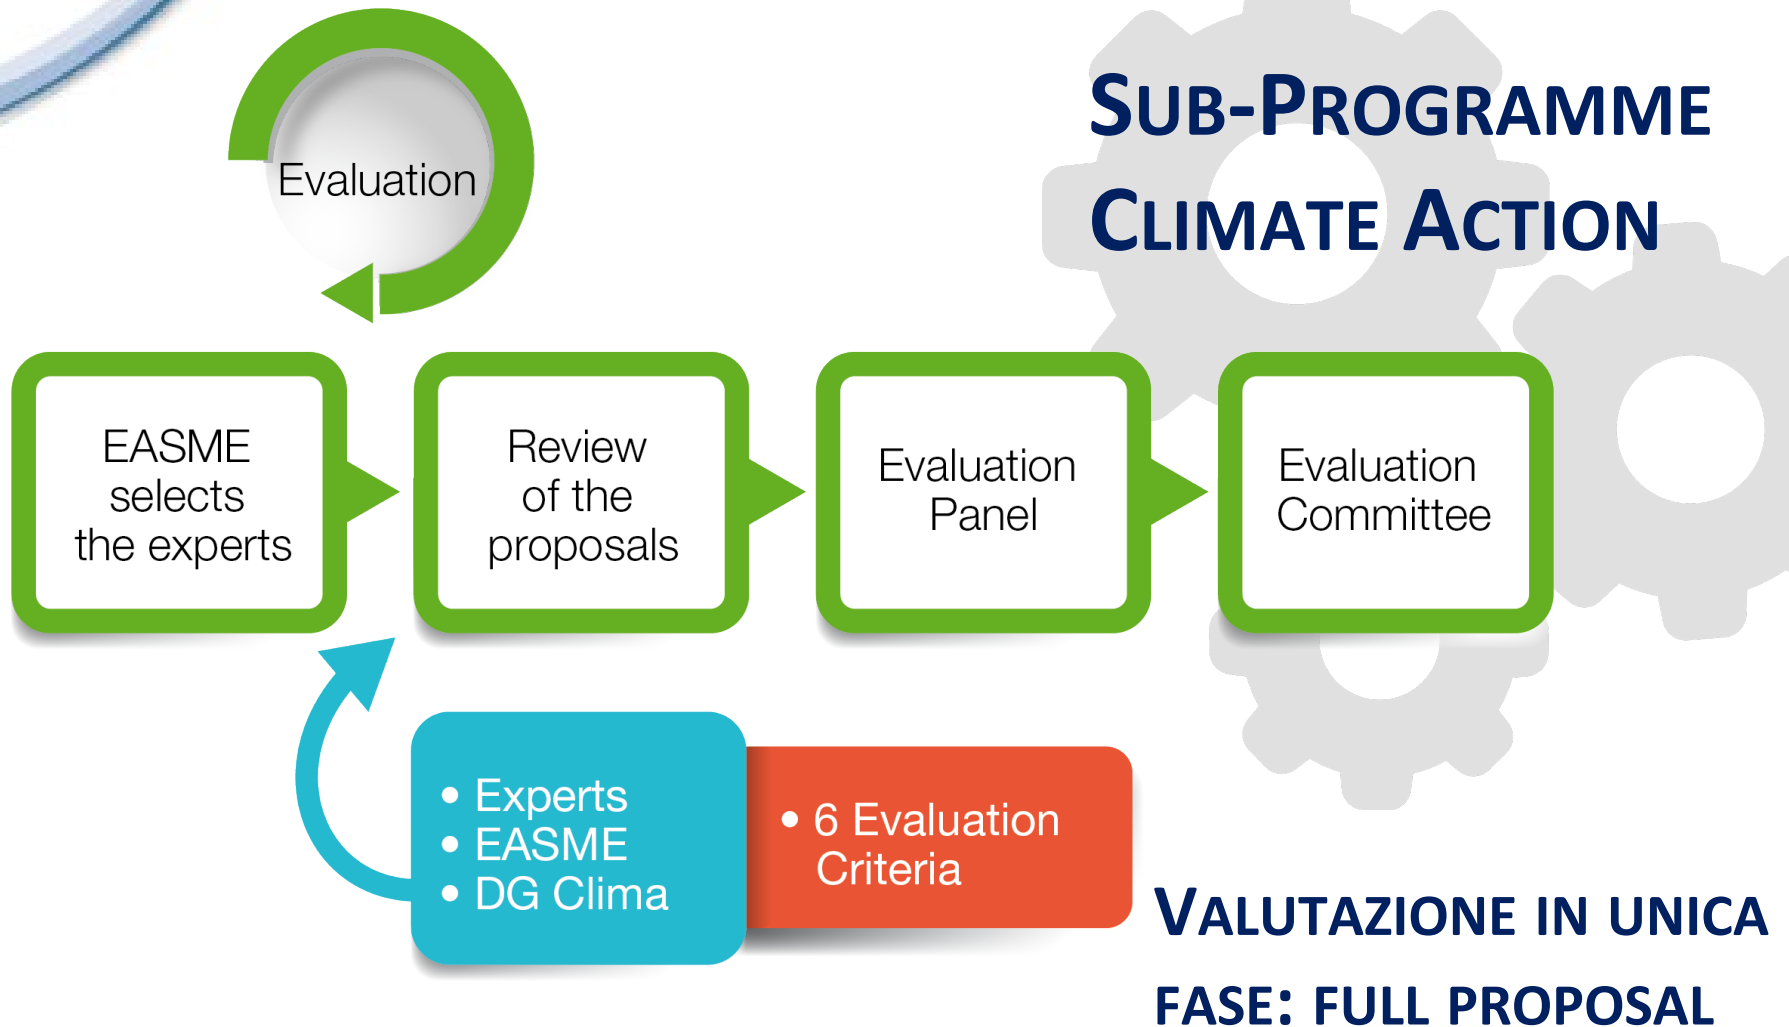 SUB-PROGRAMME
CLIMATE ACTION
Evaluation
EASME
selects
the experts
Review
of the
proposals
Evaluation
Panel
Evaluation
Committee
• Experts
• EASME
• DG Clima
• 6 Evaluation
Criteria
VALUTAZIONE IN UNICA
FASE: FULL PROPOSAL